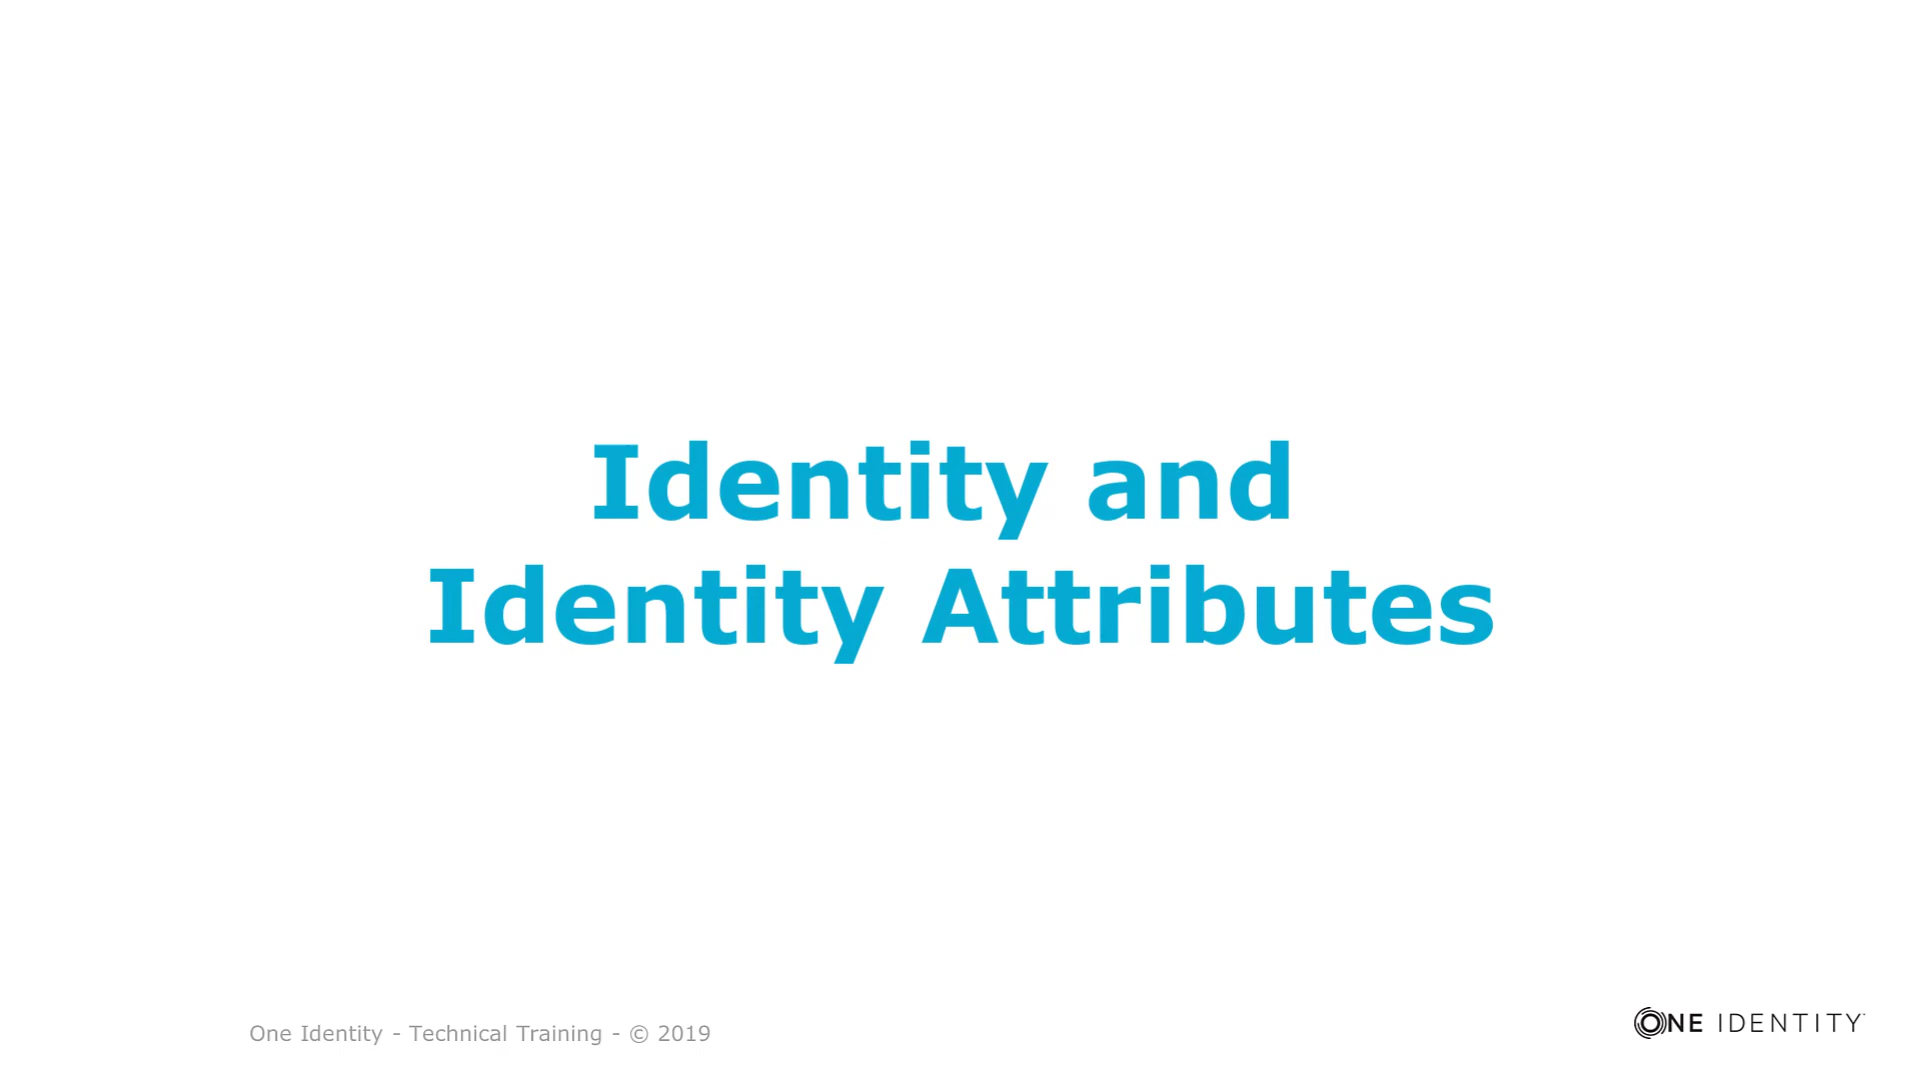 Identity and
Identity Attributes
One Identity - Technical Training - © 2019
ONE IDENTITY